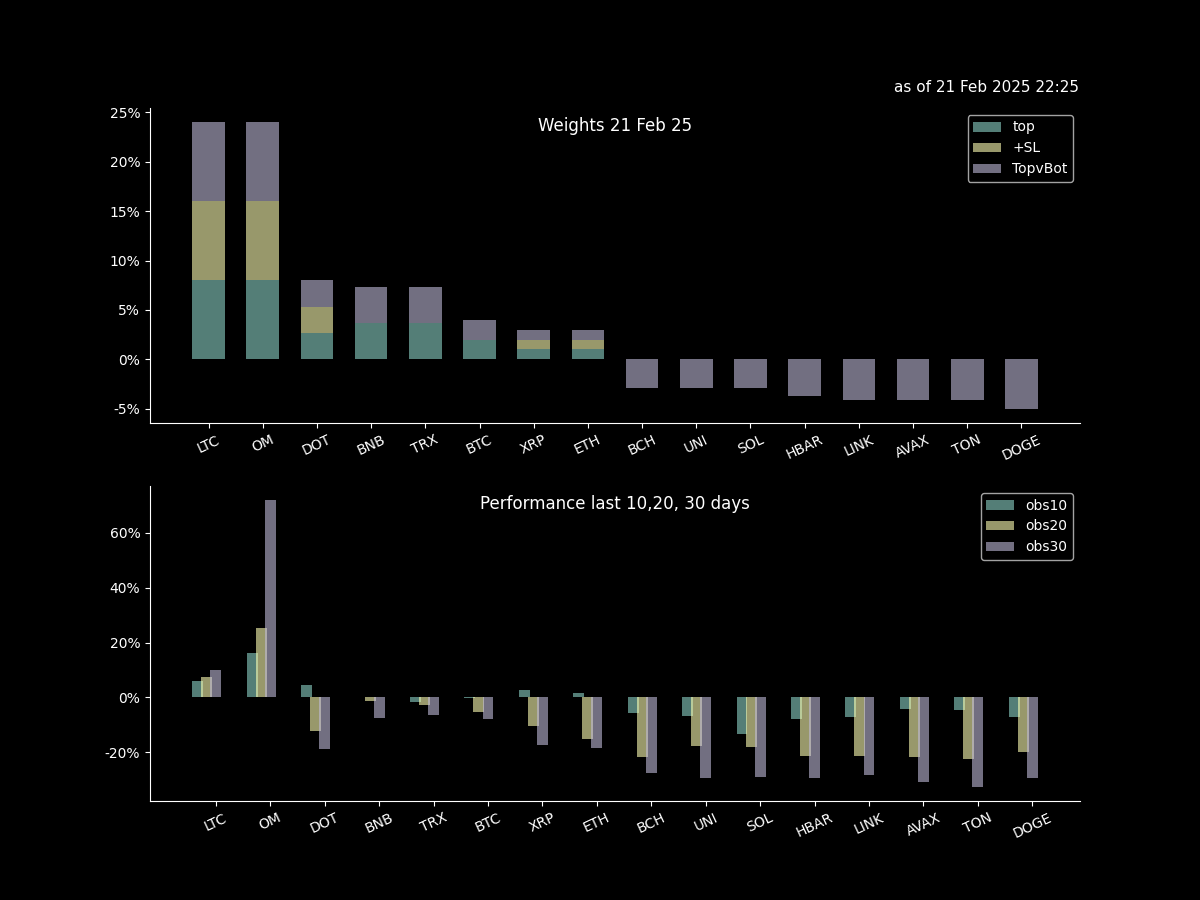 as of 21 Feb 2025 22:25
Weights 21 Feb 25
top
+SL
TopvBot
25%
20%
15%
10%
5%
0%
-5%
LTC OM DOT BNB TRX BTC XRP ETH BCH UNI SOL HBAR LINK AVAX TON DOGE
Performance last 10,20, 30 days
obs10
obs20
obs30
60%
40%
20%
0%
-20%
LTC OM DOT BNB TRX BTC XRP ETH BCH UNI SOL HBAR LINK AVAX TON DOGE